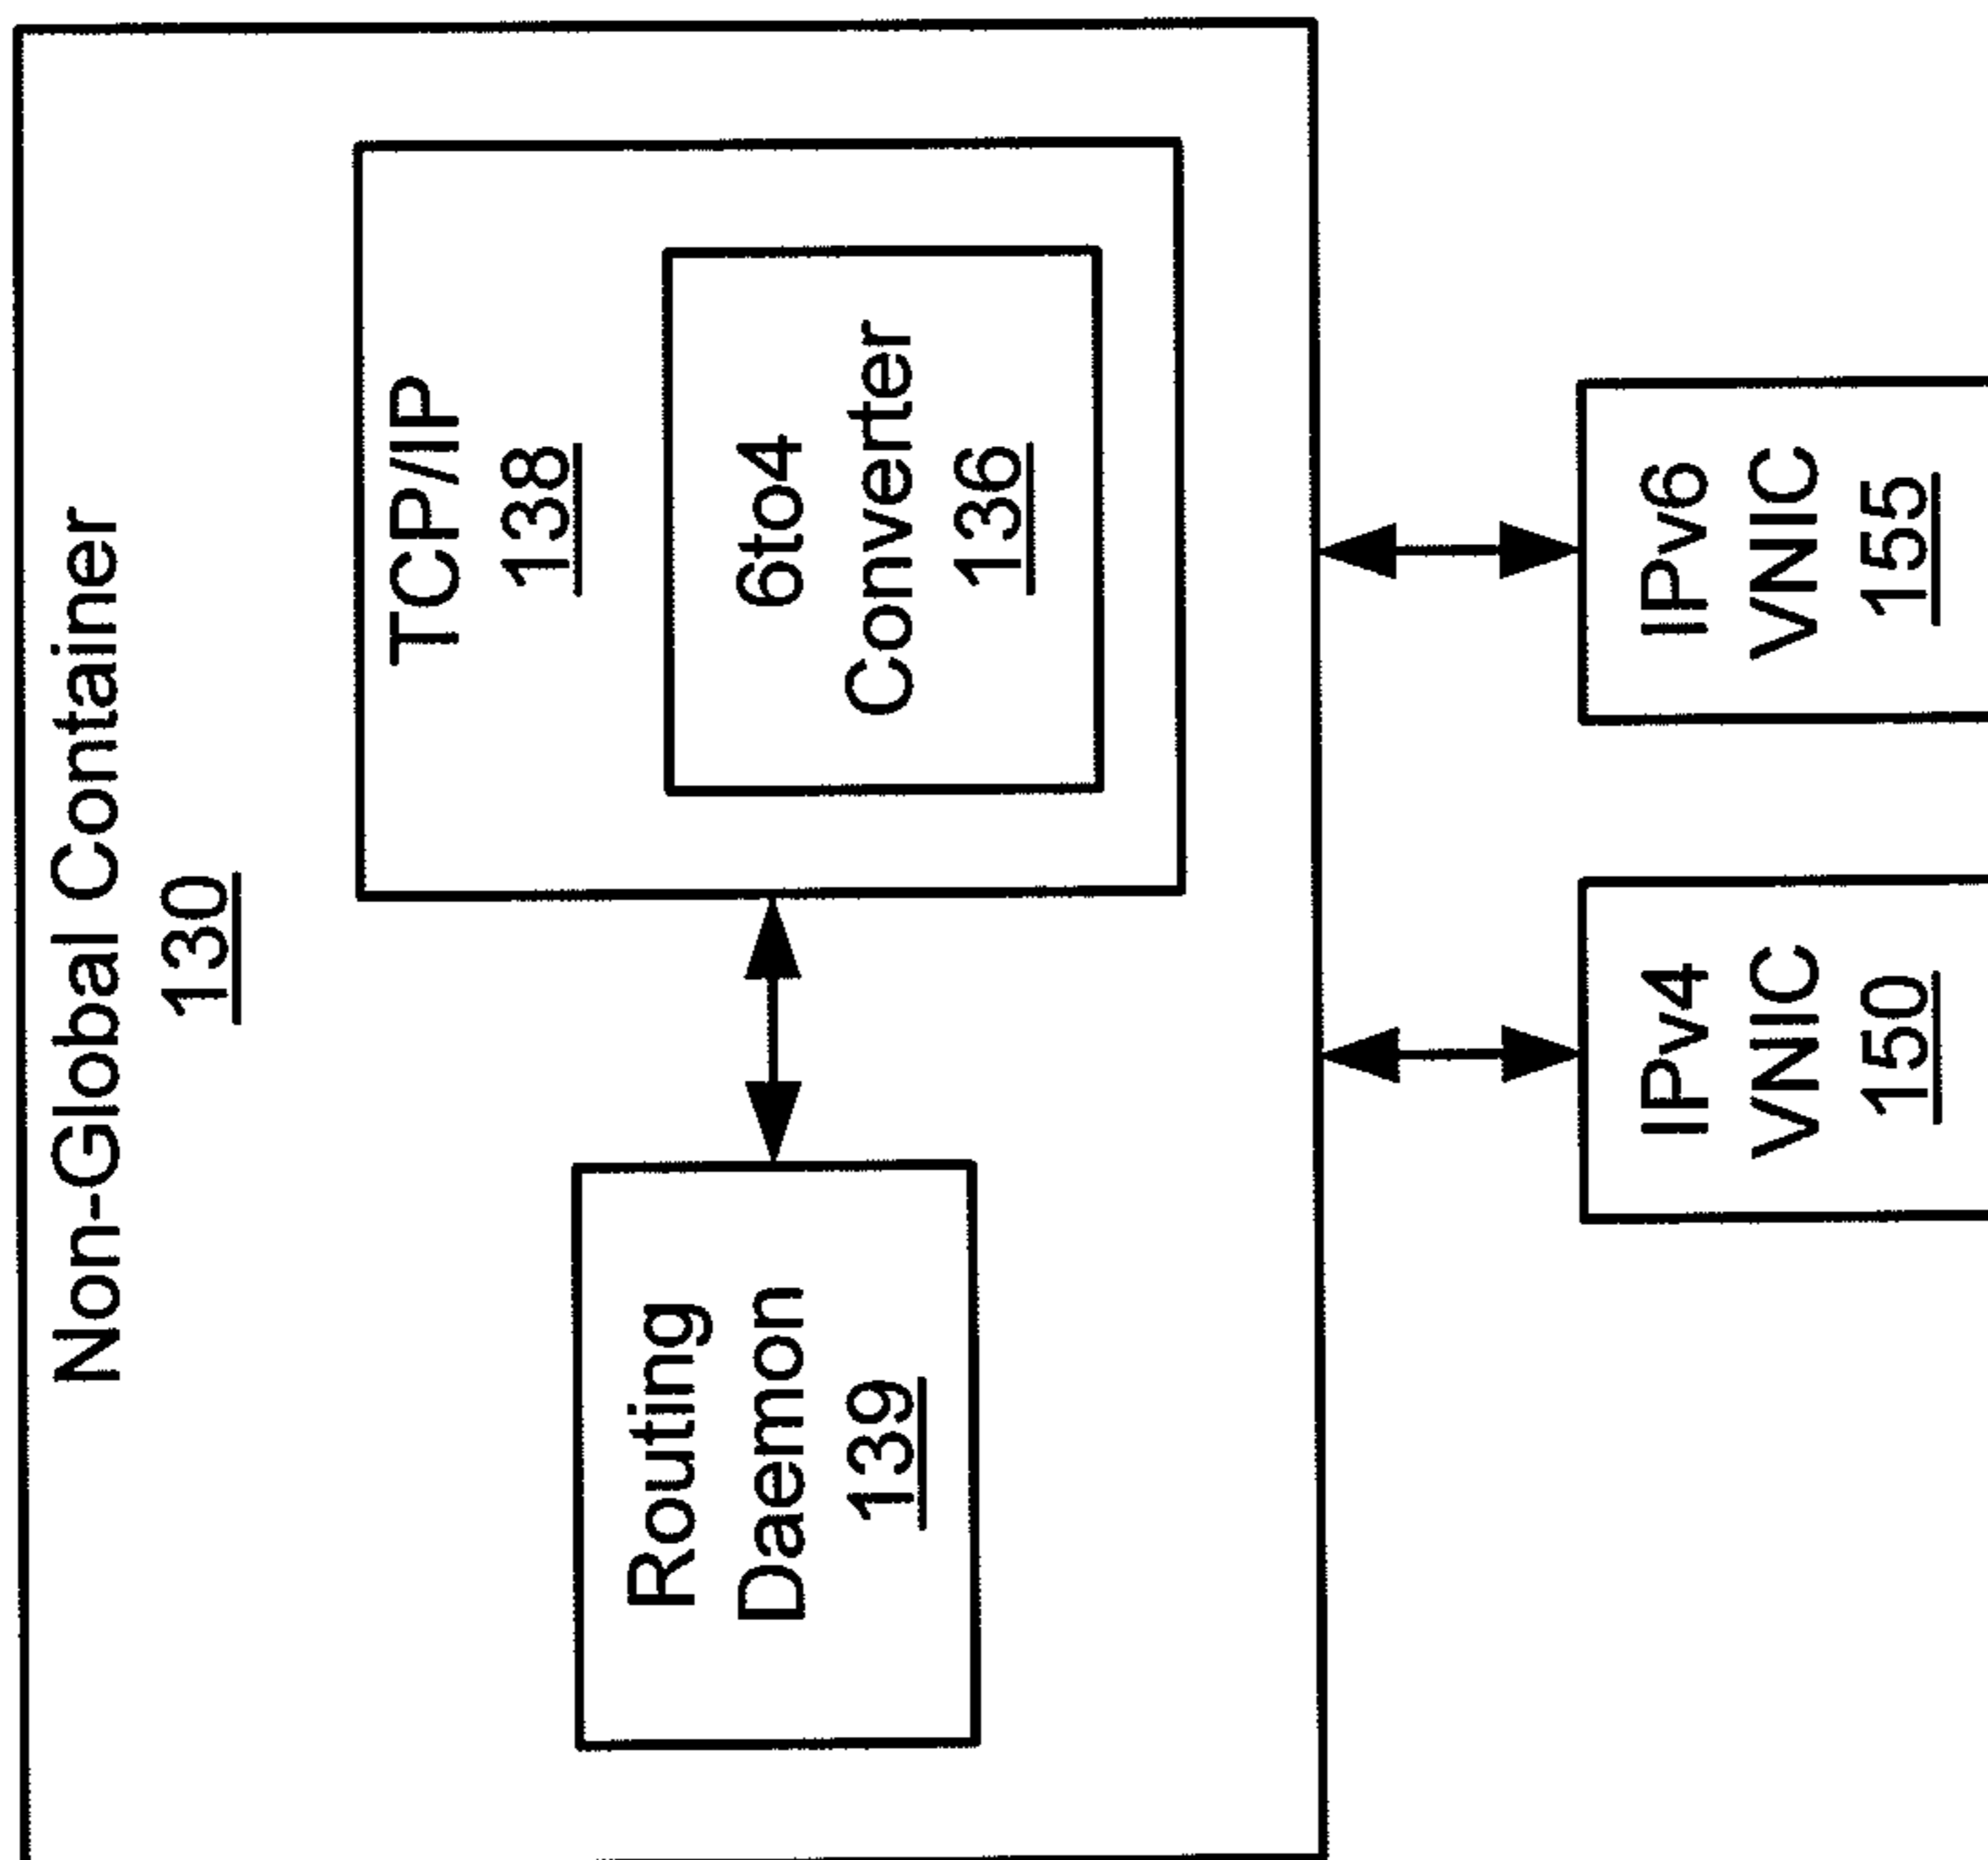 Non-Global Container
130
Routing
Daemon
139
TCP/IP
138
6to4
Converter
136
IPv4
VNIC
150
IPv6
VNIC
155